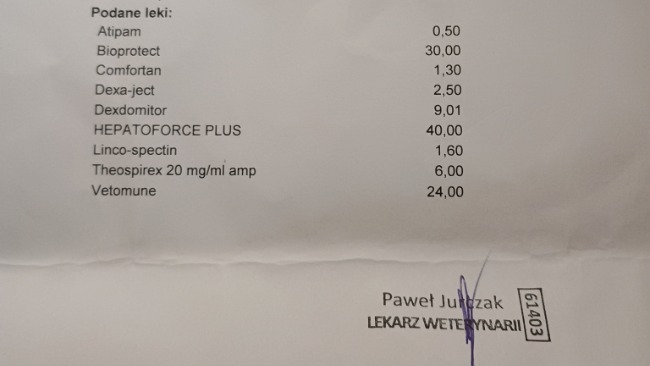 Podane leki:
Atipam 0,50
Bioprotect 30,00
Comfortan 1,30
Dexa-ject 2,50
Dexdomitor 9,01
HEPATOFORCE PLUS 40,00
Linco-spectin 1,60
Theospirex 20 mg/ml amp 6,00
Vetomune 24,00
Paweł Jurczak
LEKARZ WETERYNARII
61403